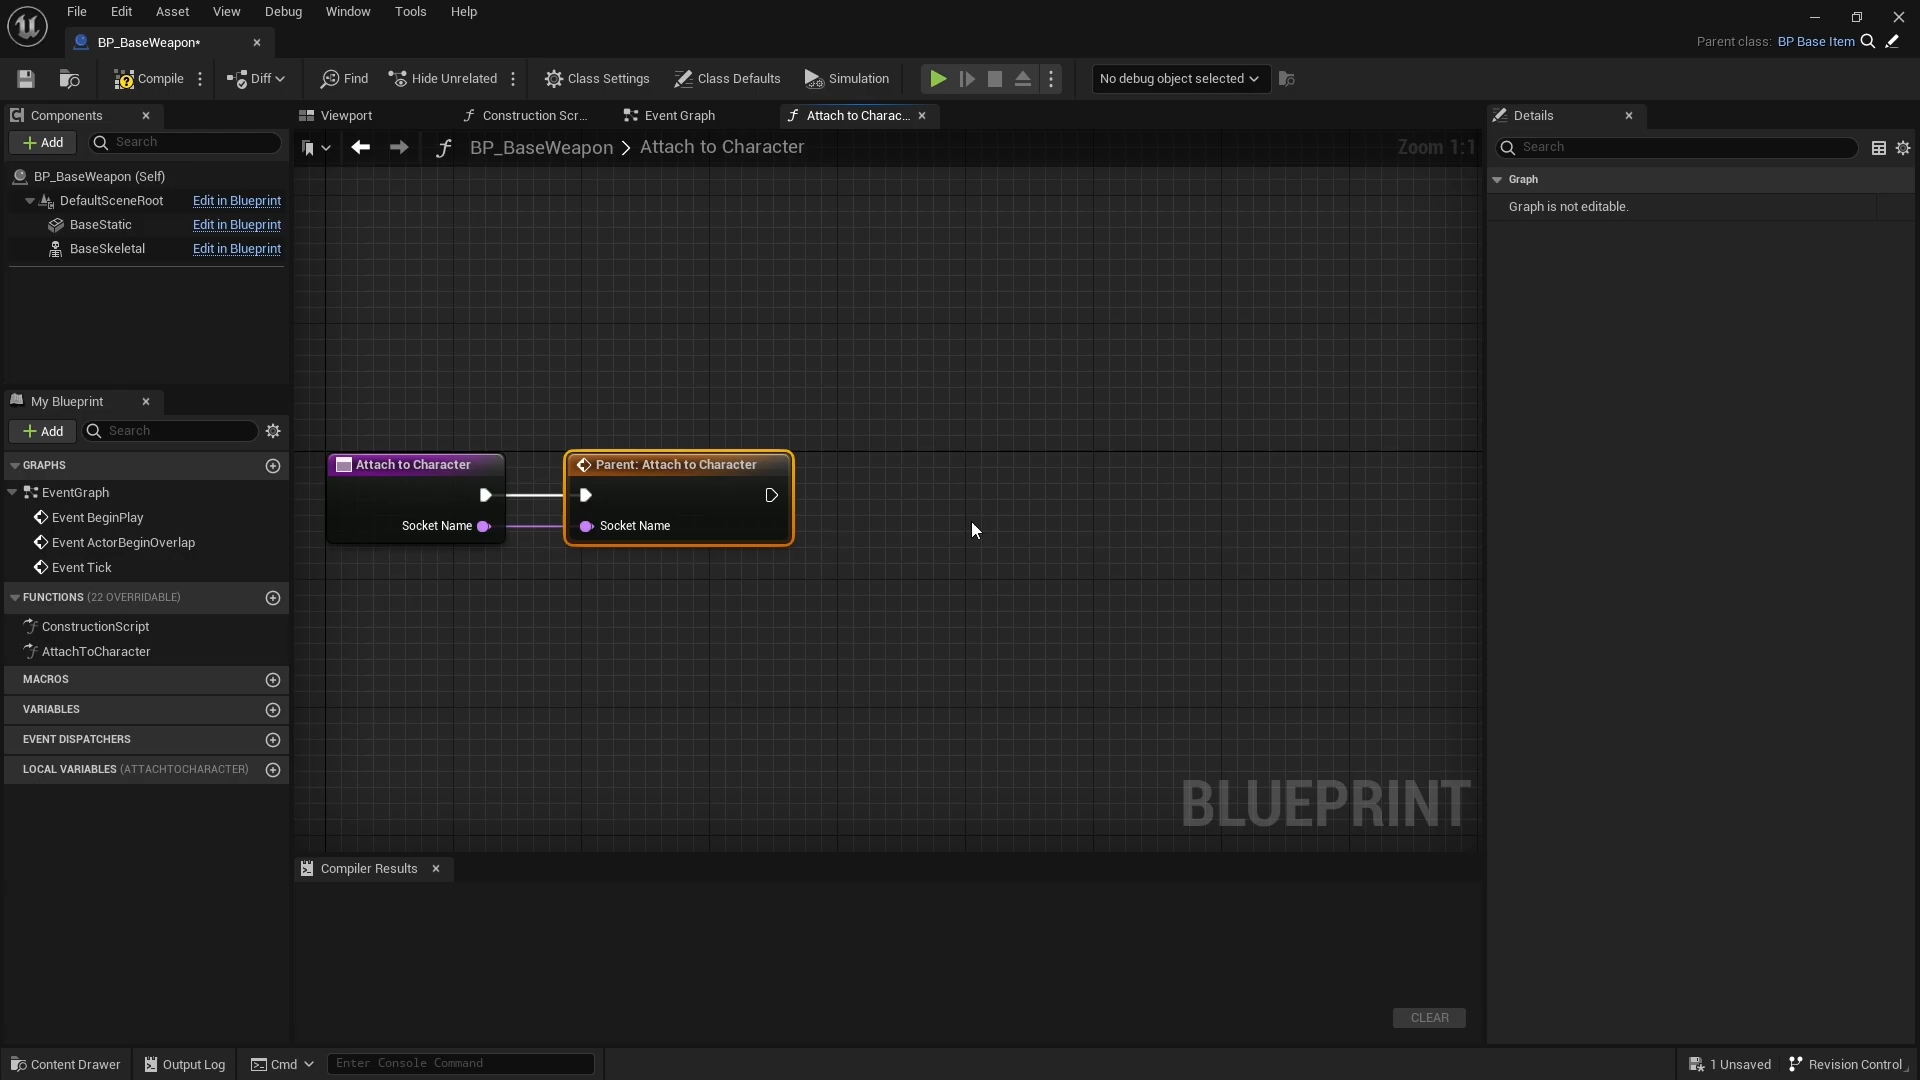 File Edit Asset View Debug Window Tools Help
BP_BaseWeapon*
Parent class: BP Base Item
Compile Diff Find Hide Unrelated Class Settings Class Defaults Simulation No debug object selected
Components
Add Search
BP_BaseWeapon (Self)
DefaultSceneRoot Edit in Blueprint
BaseStatic Edit in Blueprint
BaseSkeletal Edit in Blueprint
My Blueprint
Add Search
GRAPHS
EventGraph
Event BeginPlay
Event ActorBeginOverlap
Event Tick
FUNCTIONS (22 OVERRIDABLE)
ConstructionScript
AttachToCharacter
MACROS
VARIABLES
EVENT DISPATCHERS
LOCAL VARIABLES (ATTACHTOCHARACTER)
Viewport Construction Scr... Event Graph Attach to Charac...
BP_BaseWeapon > Attach to Character
Zoom 1:1
Attach to Character
Socket Name
Parent: Attach to Character
Socket Name
BLUEPRINT
Compiler Results
CLEAR
Details
Search
Graph
Graph is not editable.
Content Drawer Output Log Cmd Enter Console Command 1 Unsaved Revision Control